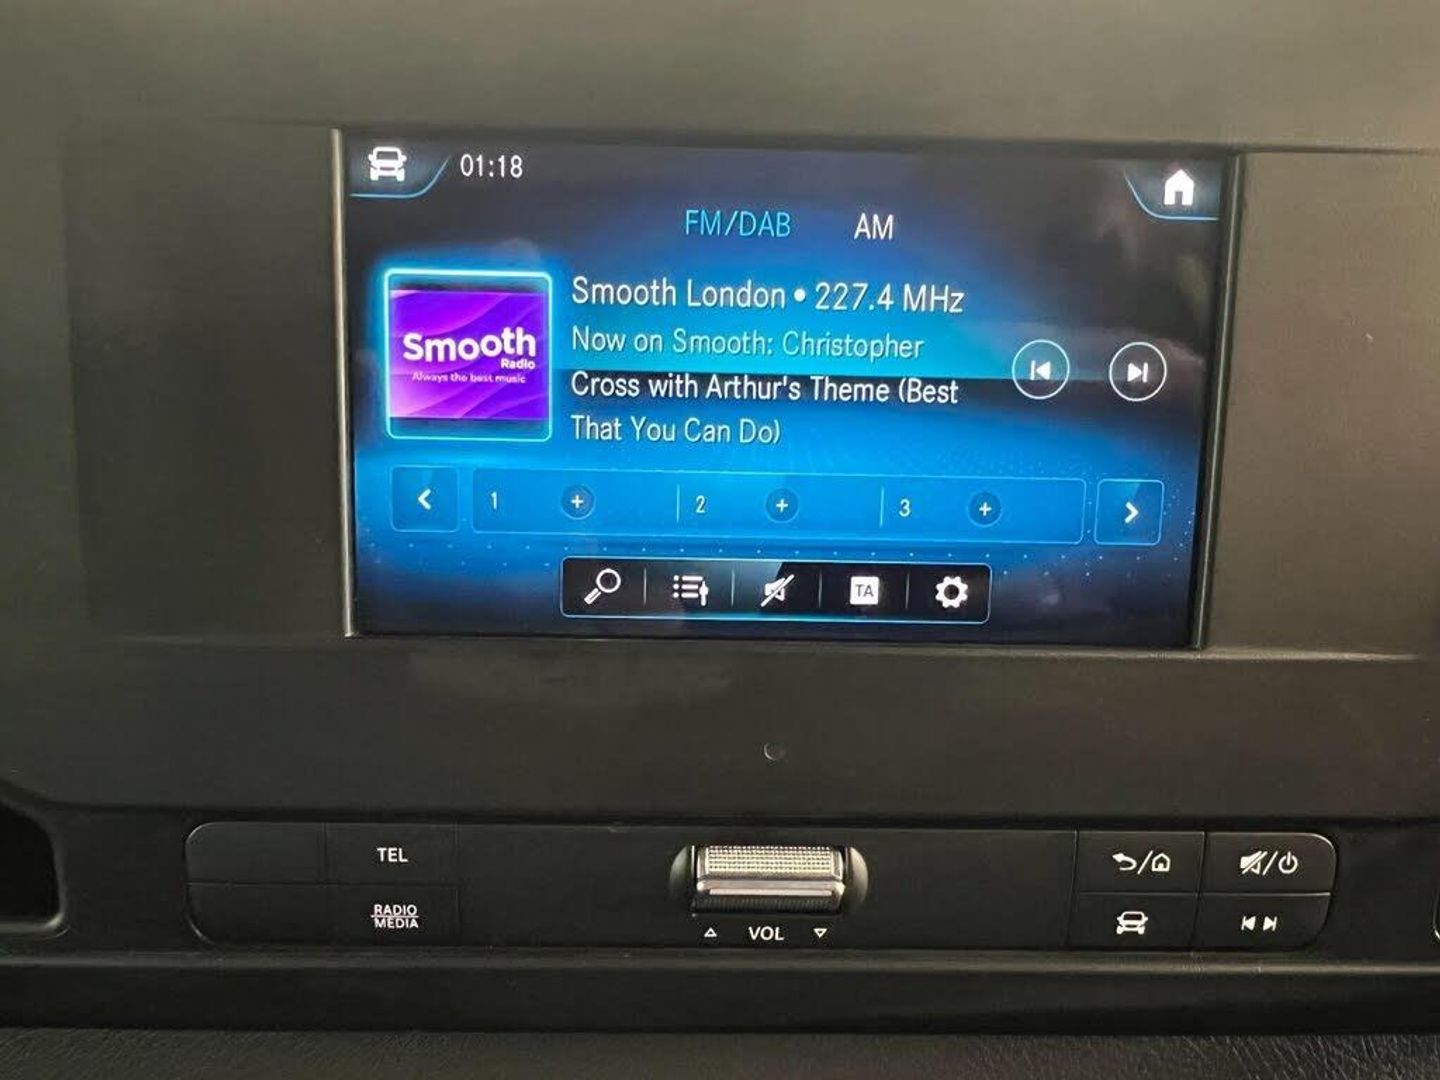 01:18
FM/DAB AM
Smooth London • 227.4 MHz
Now on Smooth: Christopher
Cross with Arthur's Theme (Best
That You Can Do)
Smooth
Radio
Always the best music
1 + 2 + 3 +
TA
TEL
RADIO
MEDIA
VOL